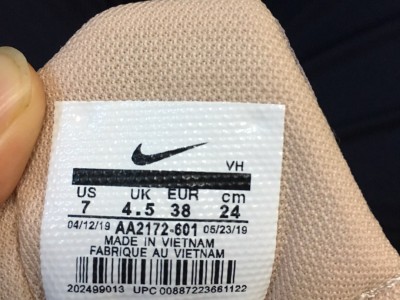 VH
US UK EUR cm
7 4.5 38 24
04/12/19 AA2172-601 05/23/19
MADE IN VIETNAM
FABRIQUE AU VIETNAM
202499013 UPC 00887223661122